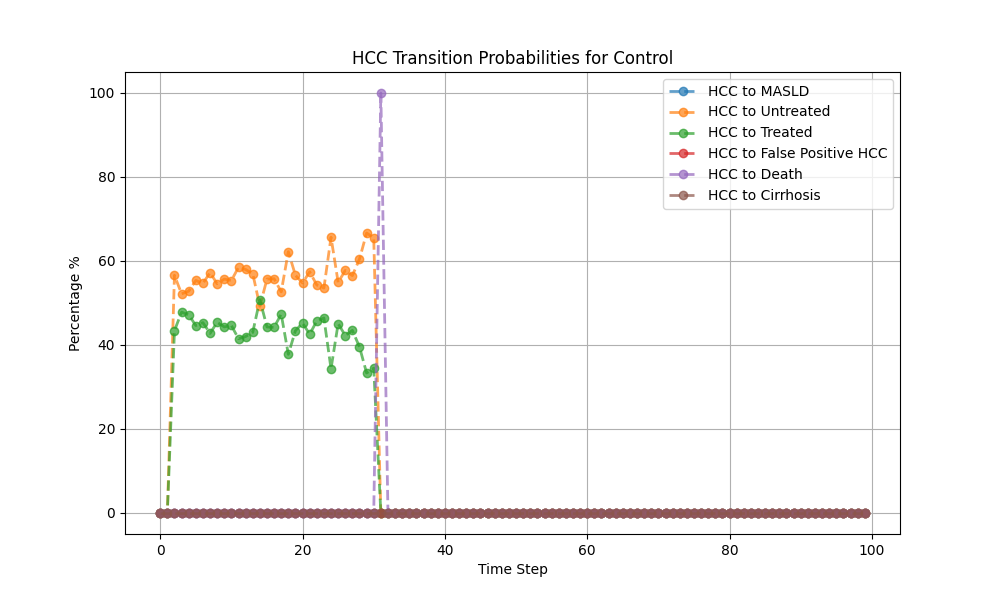 HCC Transition Probabilities for Control
100
80
60
40
20
0
Percentage %
HCC to MASLD
HCC to Untreated
HCC to Treated
HCC to False Positive HCC
HCC to Death
HCC to Cirrhosis
0 20 40 60 80 100
Time Step